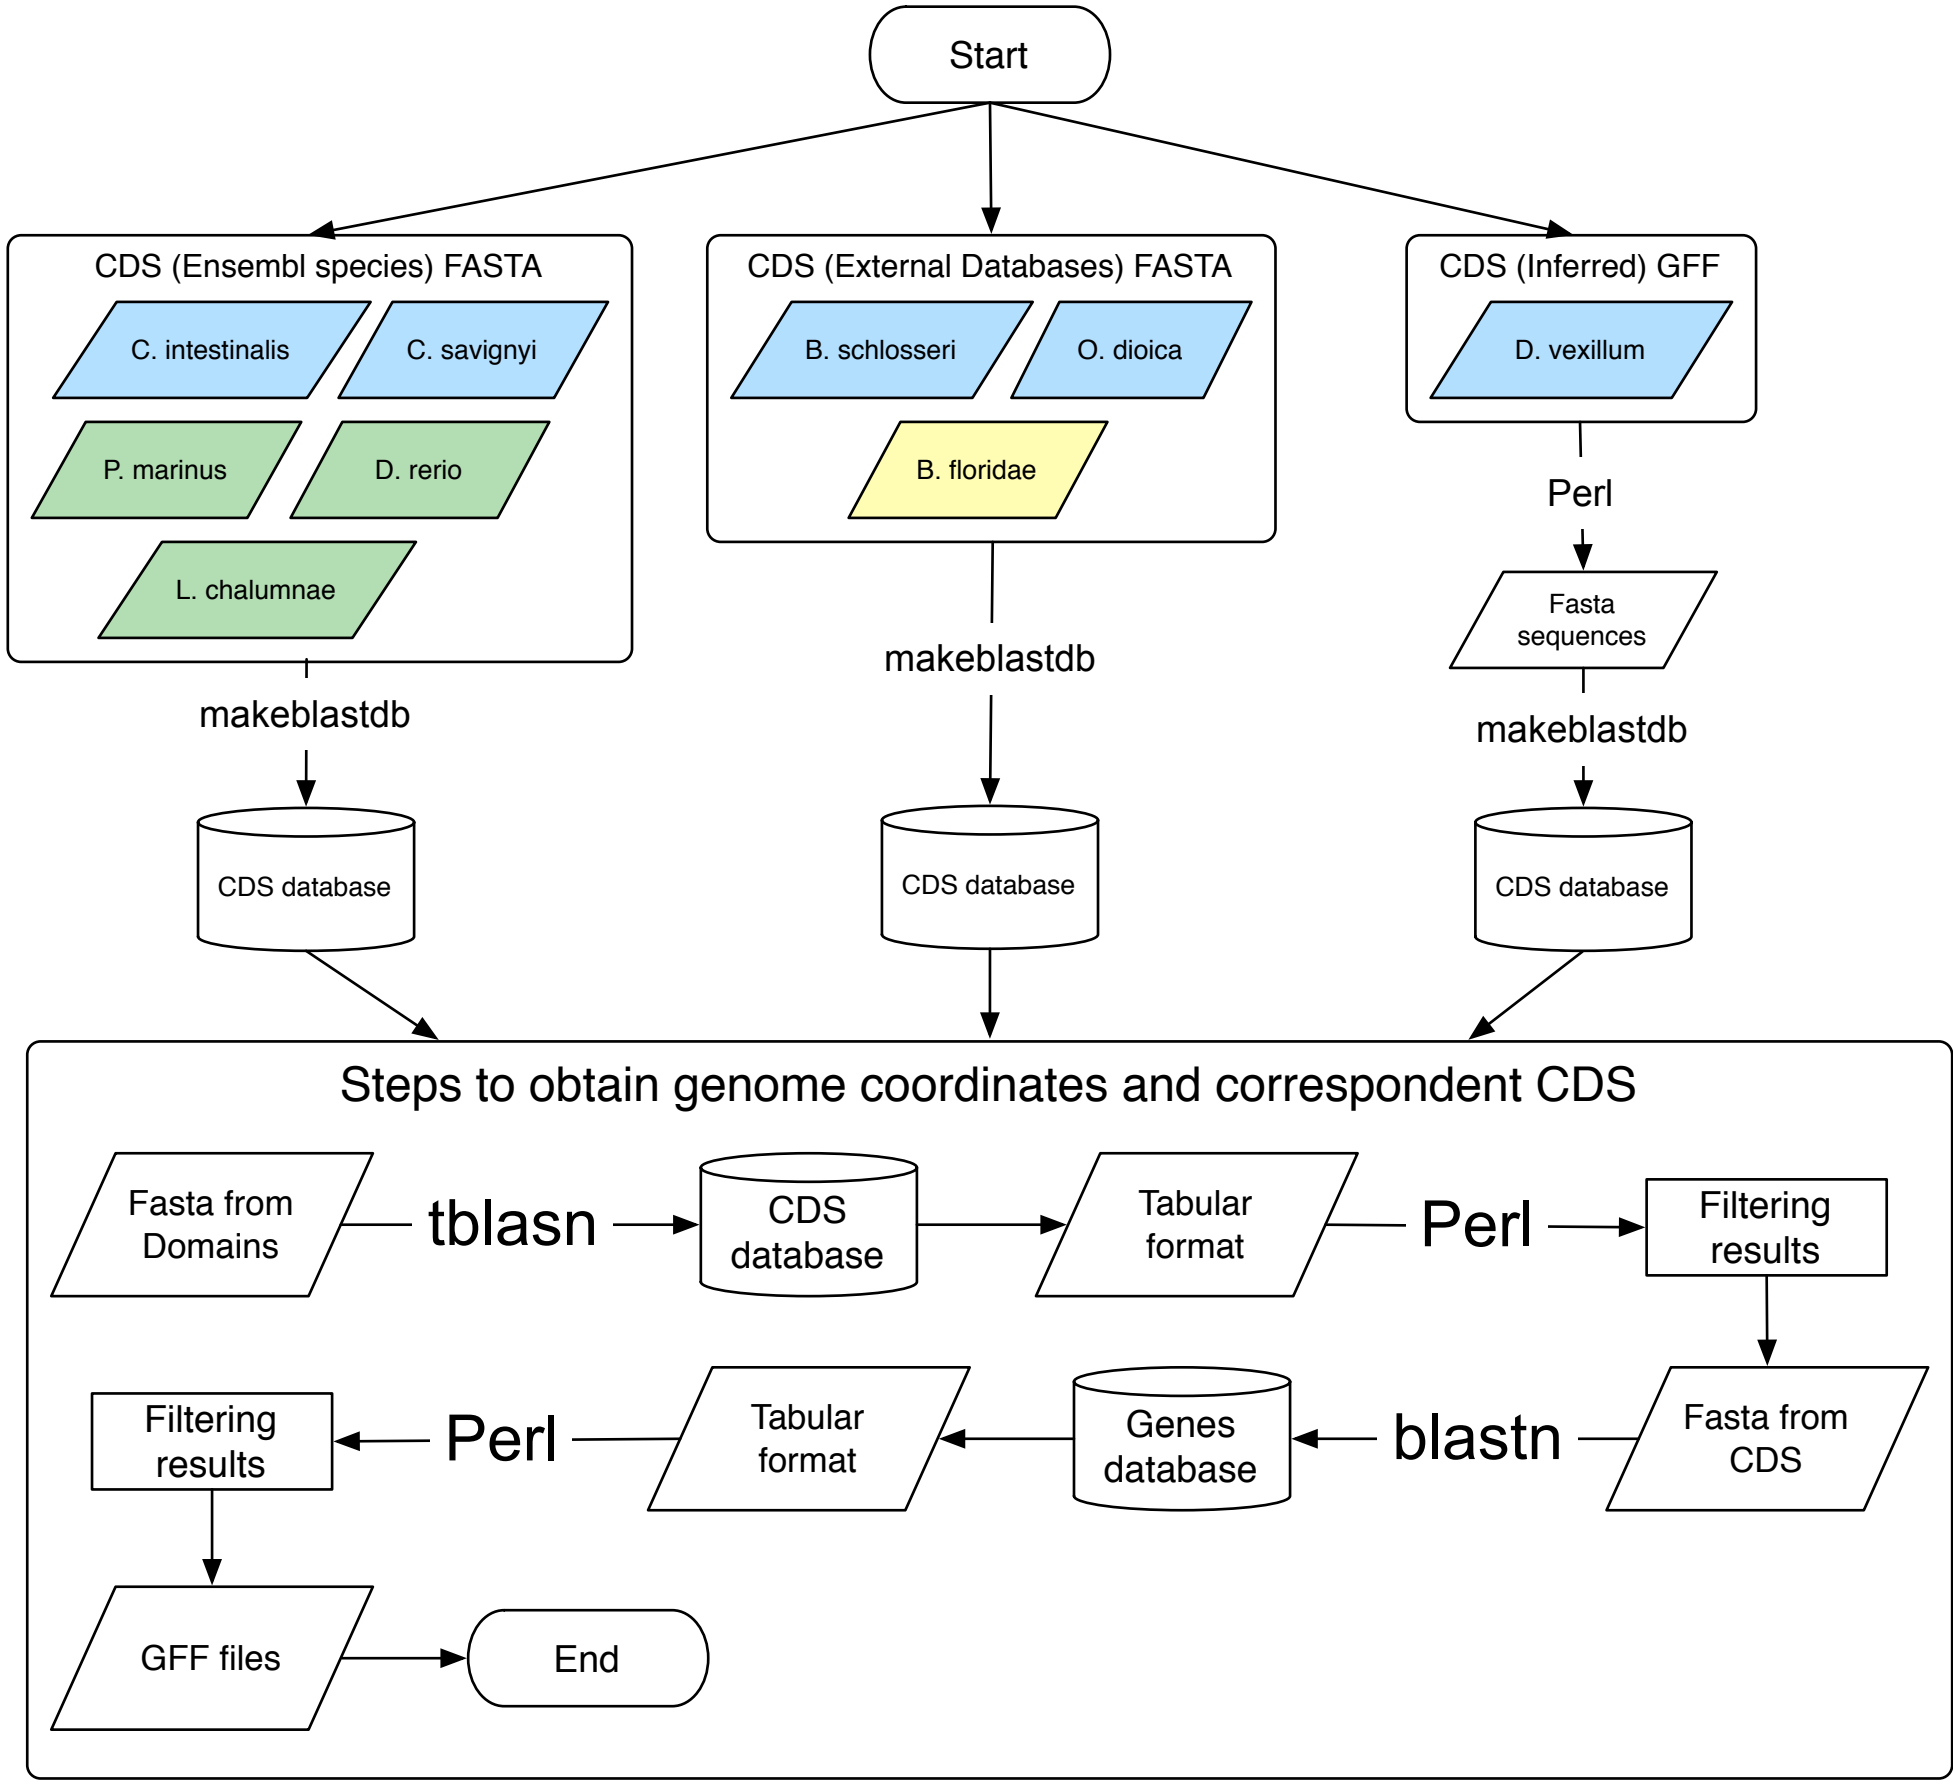 Start
CDS (Ensembl species) FASTA
C. intestinalis
C. savignyi
P. marinus
D. rerio
L. chalumnae
CDS (External Databases) FASTA
B. schlosseri
O. dioica
B. floridae
CDS (Inferred) GFF
D. vexillum
Perl
Fasta
sequences
makeblastdb
makeblastdb
makeblastdb
CDS database
CDS database
CDS database
Steps to obtain genome coordinates and correspondent CDS
Fasta from
Domains
tblasn
CDS
database
Tabular
format
Perl
Filtering
results
Fasta from
CDS
blastn
Genes
database
Tabular
format
Perl
Filtering
results
GFF files
End